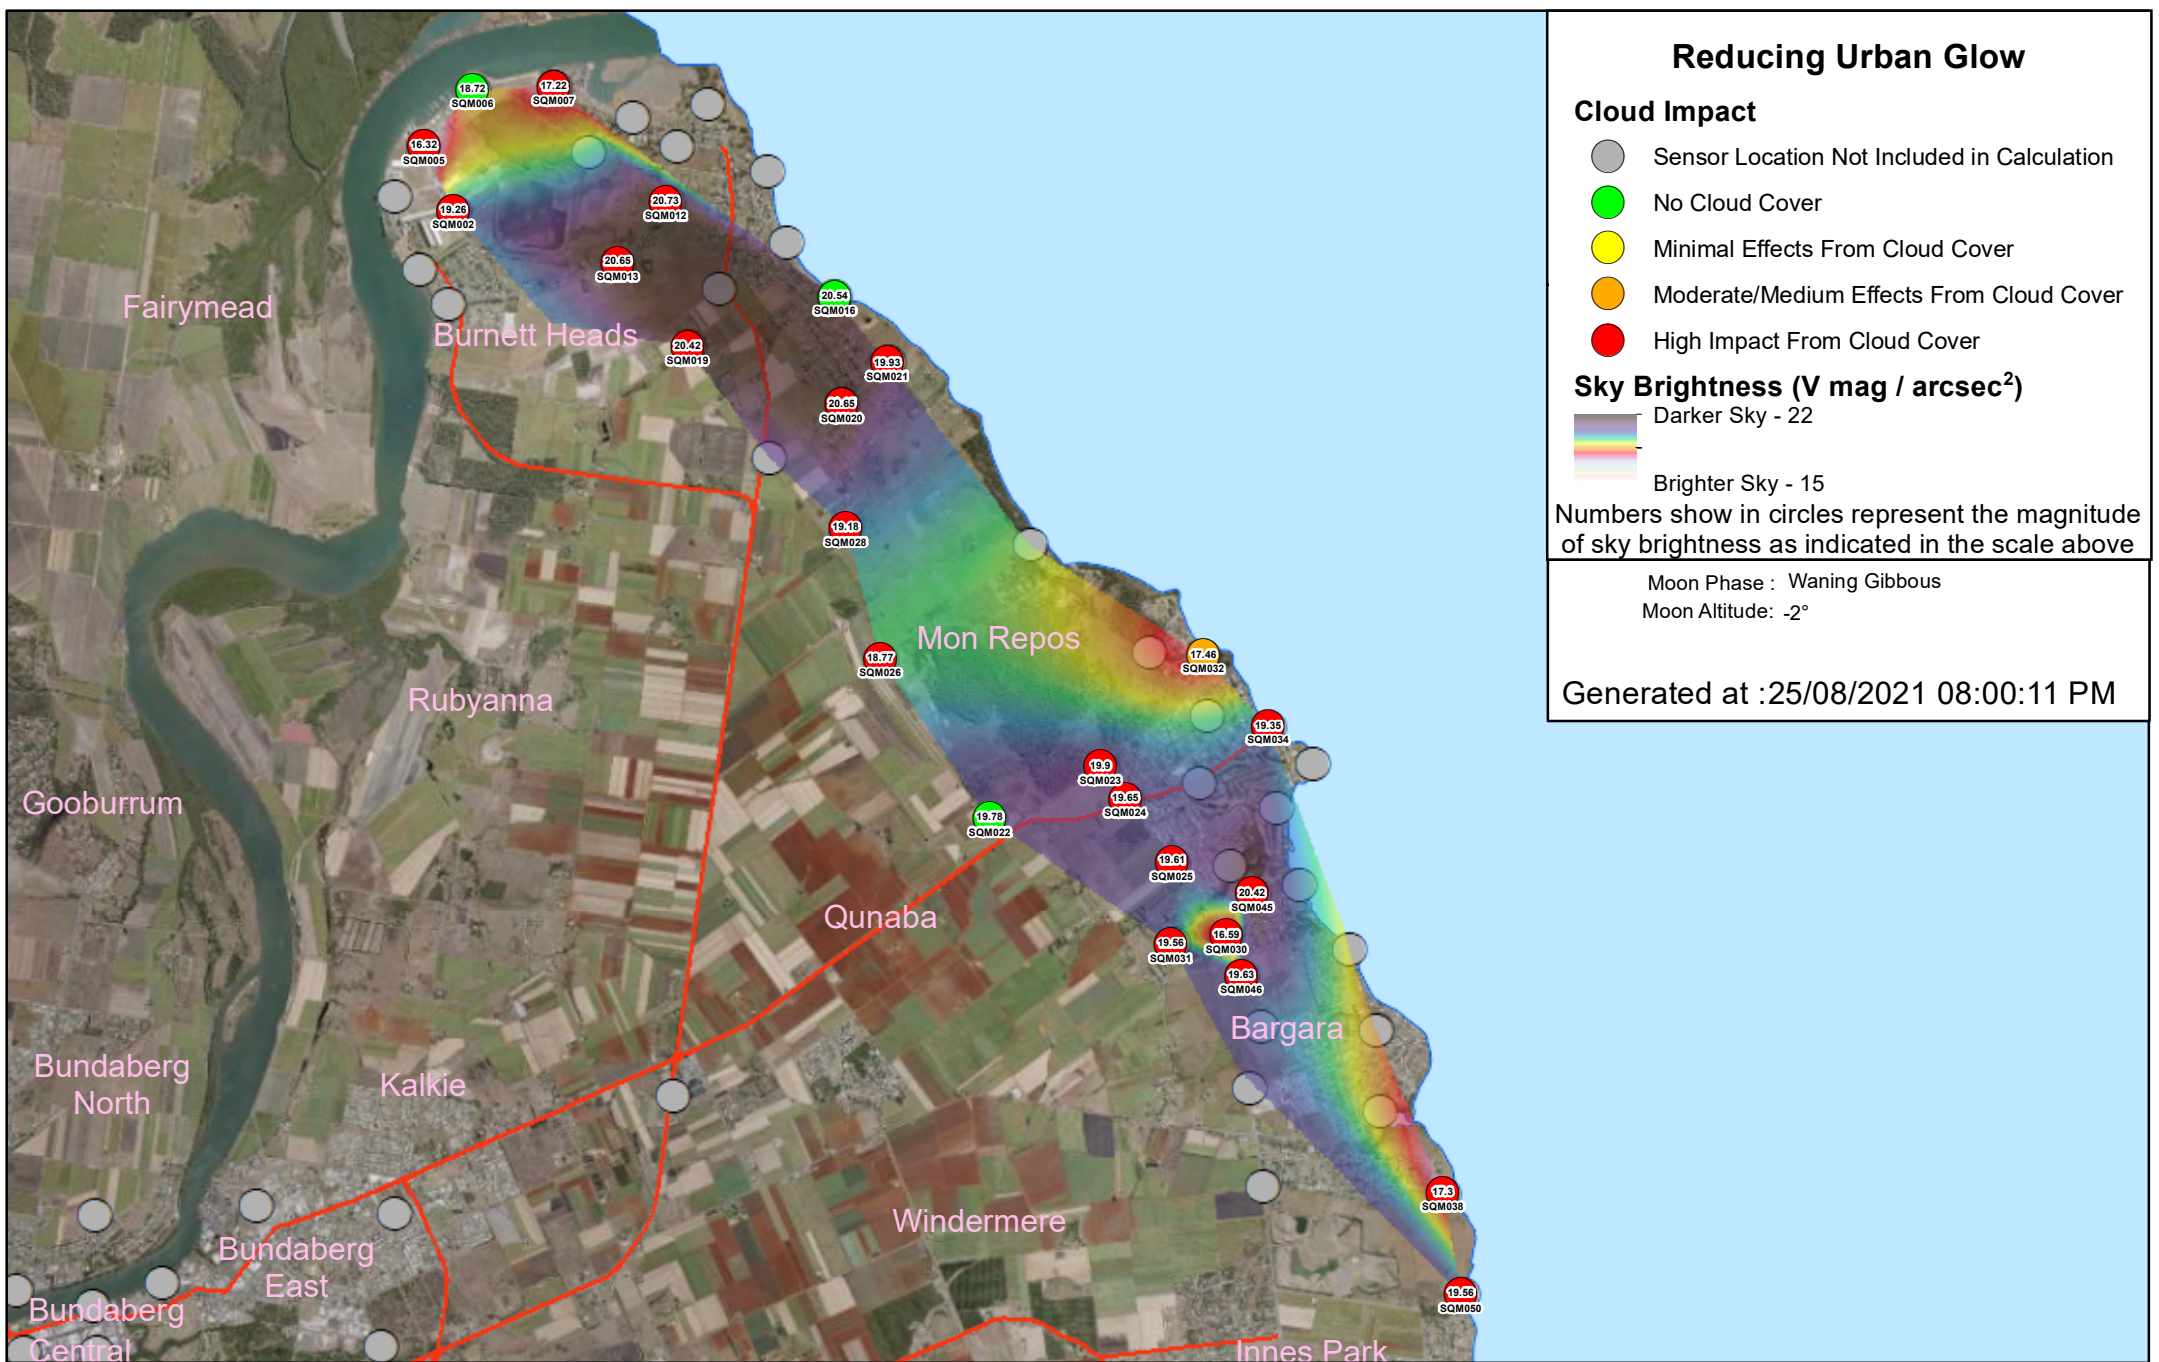 Reducing Urban Glow
Cloud Impact
Sensor Location Not Included in Calculation
No Cloud Cover
Minimal Effects From Cloud Cover
Moderate/Medium Effects From Cloud Cover
High Impact From Cloud Cover
Sky Brightness (V mag / arcsec²)
Darker Sky - 22
Brighter Sky - 15
Numbers show in circles represent the magnitude
of sky brightness as indicated in the scale above
Moon Phase : Waning Gibbous
Moon Altitude: -2°
Generated at :25/08/2021 08:00:11 PM
18.72
SQM006
17.22
SQM007
16.32
SQM005
19.26
SQM002
20.73
SQM012
20.65
SQM013
20.54
SQM016
Fairymead
Burnett Heads
20.42
SQM019
19.93
SQM021
20.65
SQM020
19.18
SQM028
Mon Repos
18.77
SQM026
17.46
SQM032
Rubyanna
19.35
SQM034
19.9
SQM023
19.65
SQM024
Gooburrum
19.78
SQM022
19.61
SQM025
20.42
SQM045
Qunaba
16.59
SQM030
19.56
SQM031
19.63
SQM046
Bargara
Bundaberg
North
Kalkie
17.3
SQM038
Windermere
Bundaberg
East
19.56
SQM050
Bundaberg
Central
Innes Park